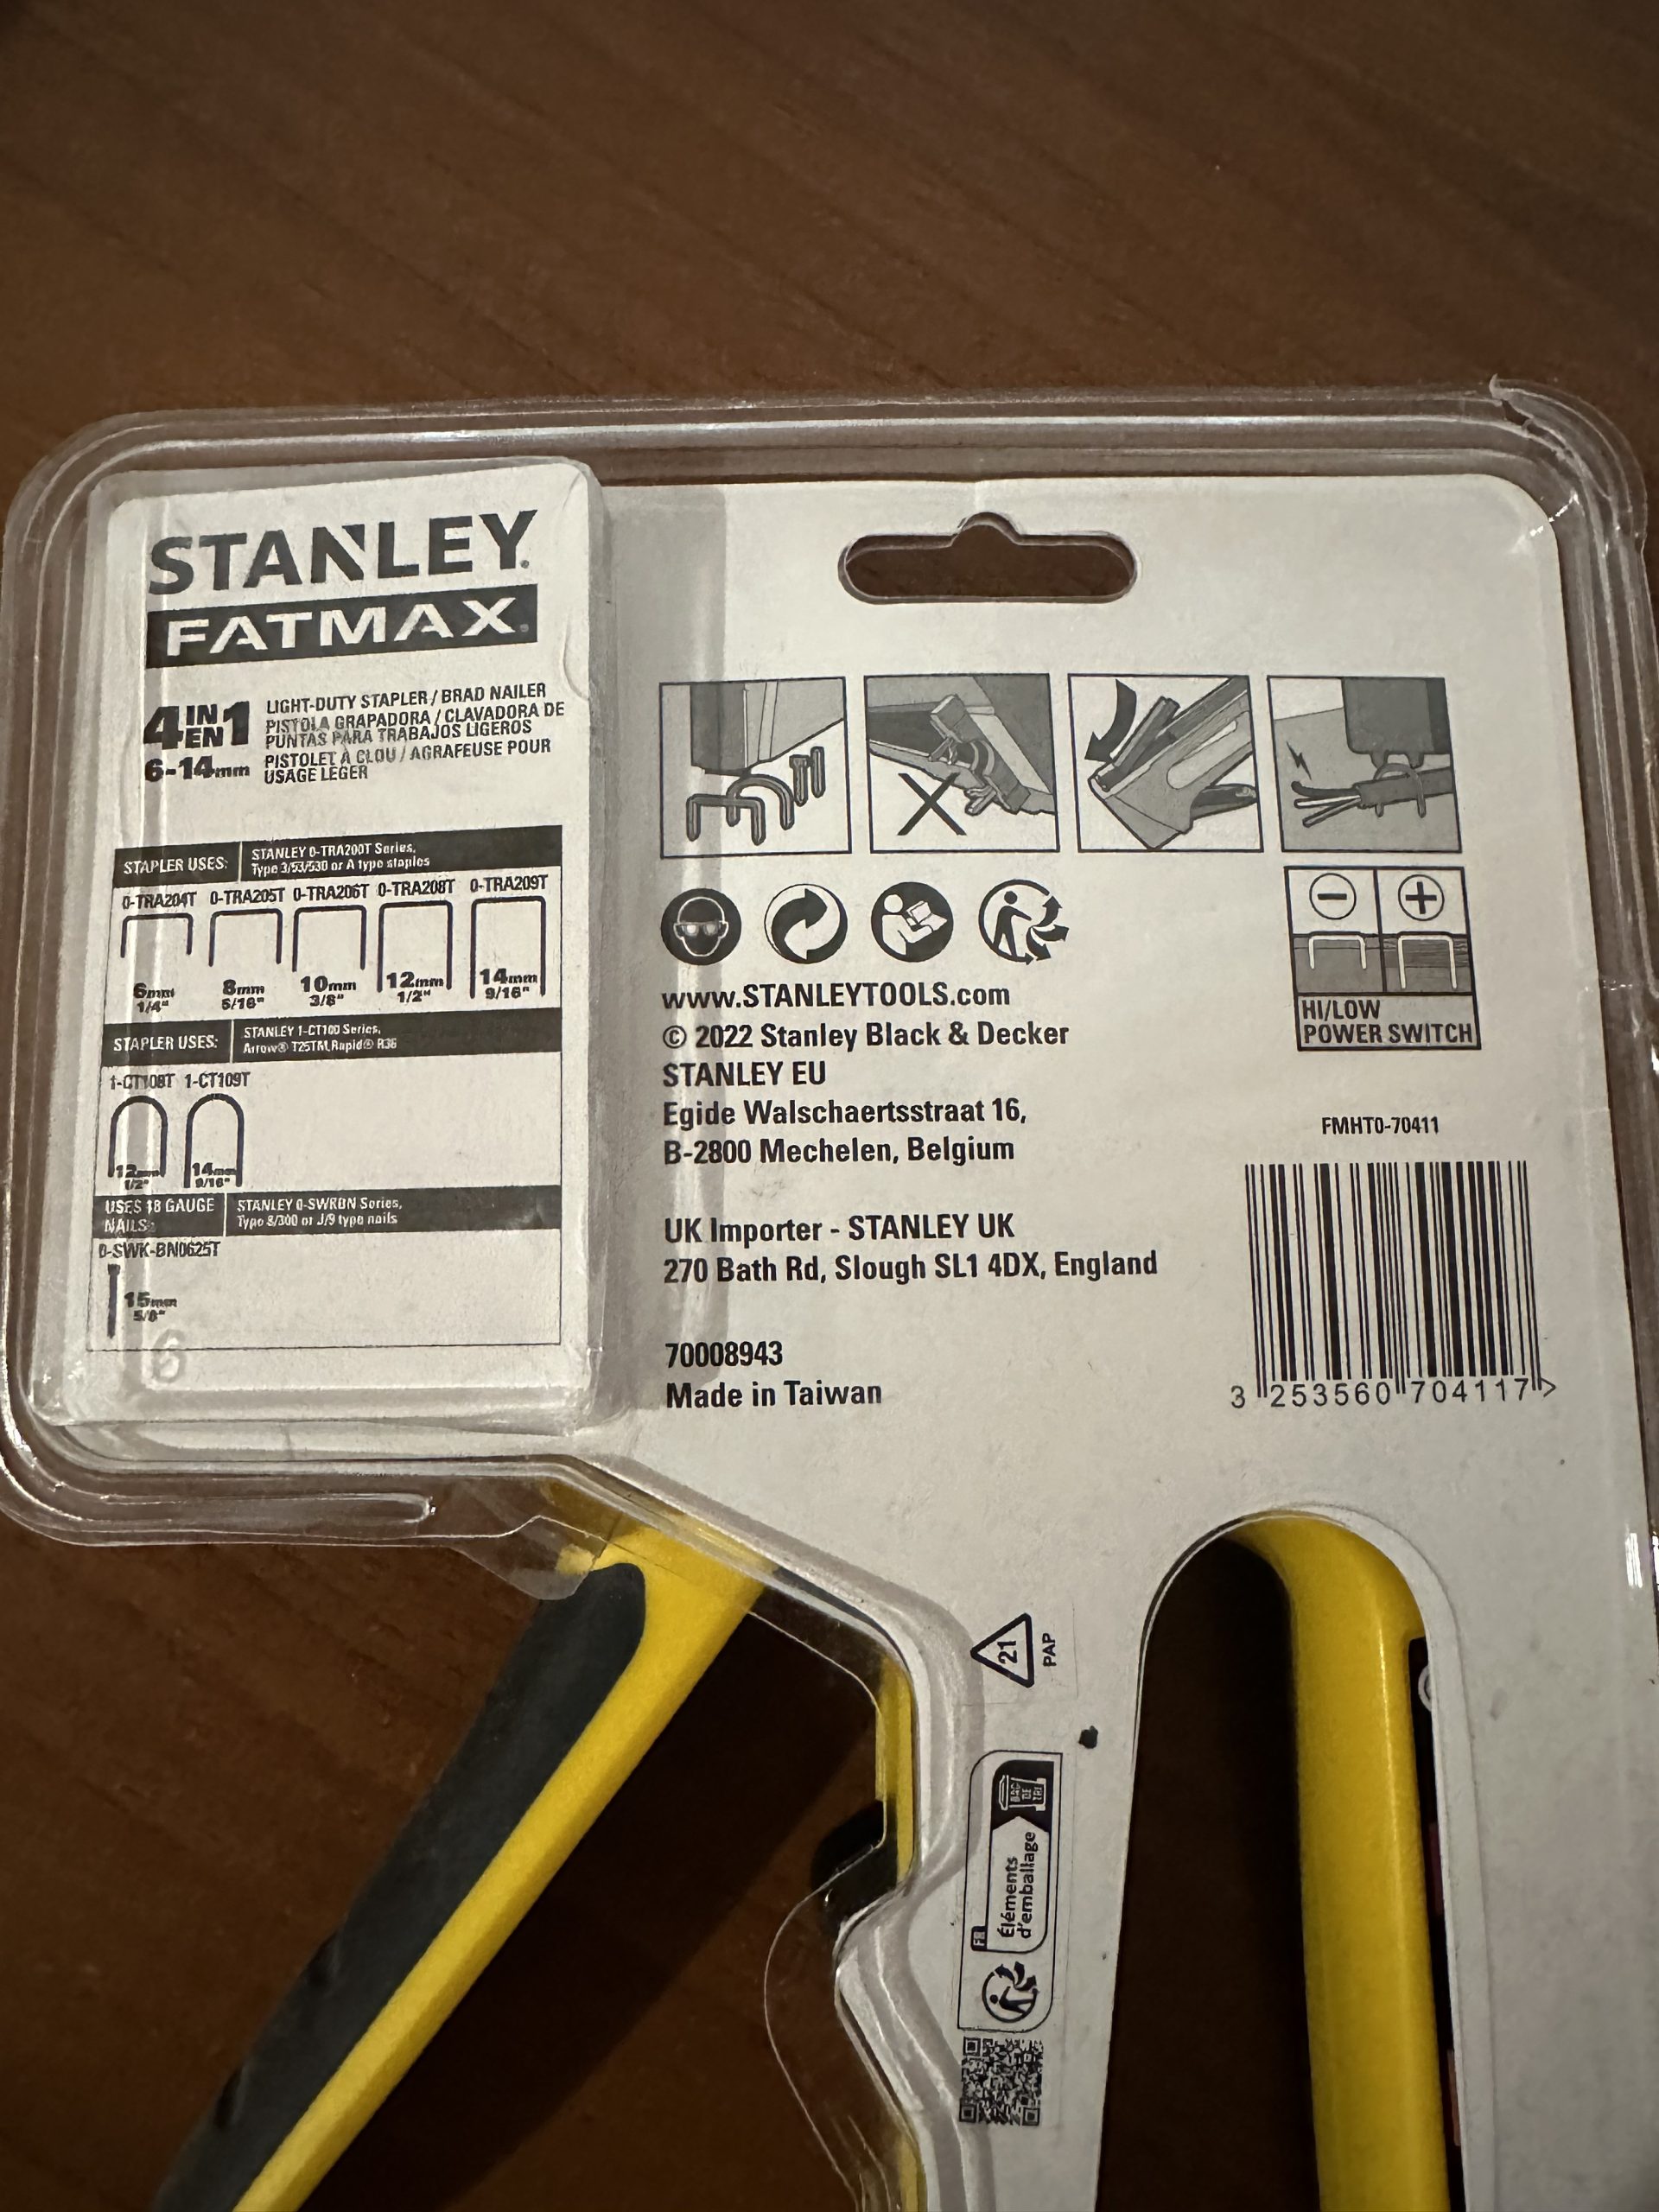 STANLEY.
FATMAX.
4 IN EN 1
6-14mm
LIGHT-DUTY STAPLER / BRAD NAILER
PISTOLA GRAPADORA / CLAVADORA DE
PUNTAS PARA TRABAJOS LIGEROS
PISTOLET À CLOU / AGRAFEUSE POUR
USAGE LÉGER
STAPLER USES:
STANLEY 0-TRA200T Series,
Type 3/53/530 or A type staples
0-TRA204T 0-TRA205T 0-TRA206T 0-TRA208T 0-TRA209T
6mm 8mm 10mm 12mm 14mm
1/4" 5/16" 3/8" 1/2" 9/16"
STAPLER USES:
STANLEY 1-CT100 Series,
Arrow® T25TM,Rapid® R36
1-CT108T 1-CT109T
12mm 14mm
1/2" 9/16"
USES 18 GAUGE
NAILS:
STANLEY 0-SWKBN Series,
Type 8/300 or J/9 type nails
0-SWK-BN0625T
15mm
5/8"
6
www.STANLEYTOOLS.com
© 2022 Stanley Black & Decker
STANLEY EU
Egide Walschaertsstraat 16,
B-2800 Mechelen, Belgium
UK Importer - STANLEY UK
270 Bath Rd, Slough SL1 4DX, England
70008943
Made in Taiwan
HI/LOW
POWER SWITCH
FMHT0-70411
3 253560 704117 >
21
PAP
BAC
DE
TRI
Éléments
d'emballage
FR